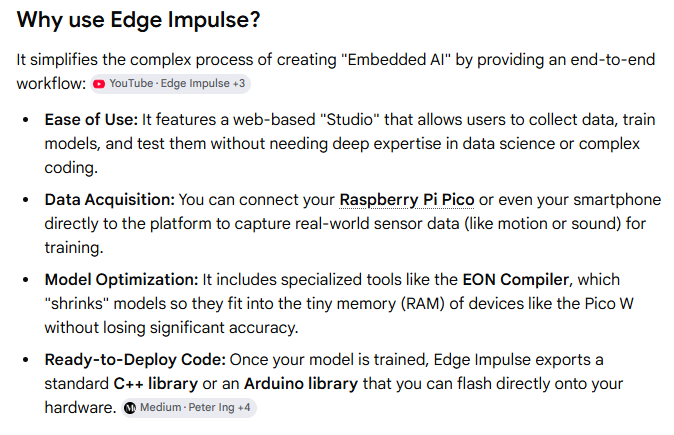 Why use Edge Impulse?
It simplifies the complex process of creating "Embedded AI" by providing an end-to-end
workflow: YouTube · Edge Impulse +3
• Ease of Use: It features a web-based "Studio" that allows users to collect data, train
models, and test them without needing deep expertise in data science or complex
coding.
• Data Acquisition: You can connect your Raspberry Pi Pico or even your smartphone
directly to the platform to capture real-world sensor data (like motion or sound) for
training.
• Model Optimization: It includes specialized tools like the EON Compiler, which
"shrinks" models so they fit into the tiny memory (RAM) of devices like the Pico W
without losing significant accuracy.
• Ready-to-Deploy Code: Once your model is trained, Edge Impulse exports a
standard C++ library or an Arduino library that you can flash directly onto your
hardware. Medium · Peter Ing +4